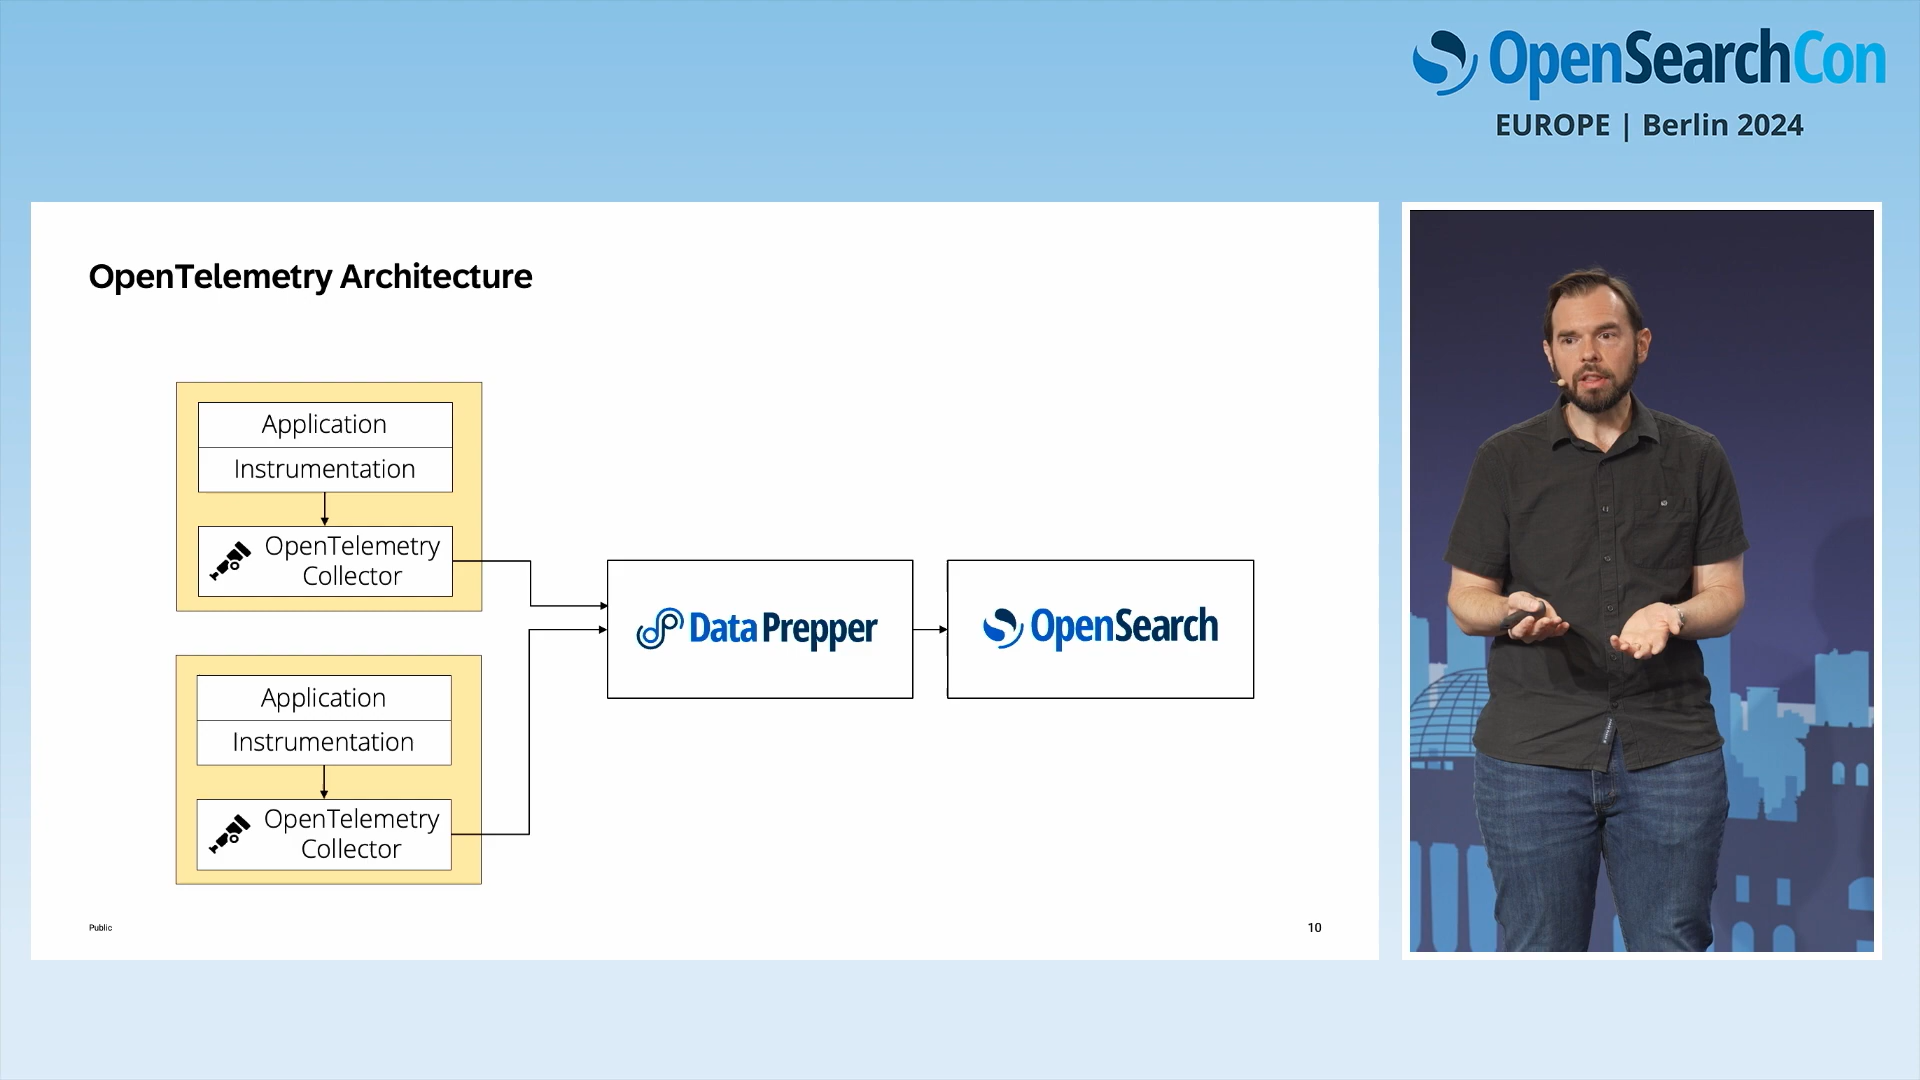 OpenSearchCon
EUROPE | Berlin 2024
OpenTelemetry Architecture
Application
Instrumentation
OpenTelemetry
Collector
Application
Instrumentation
OpenTelemetry
Collector
Data Prepper
OpenSearch
Public
10